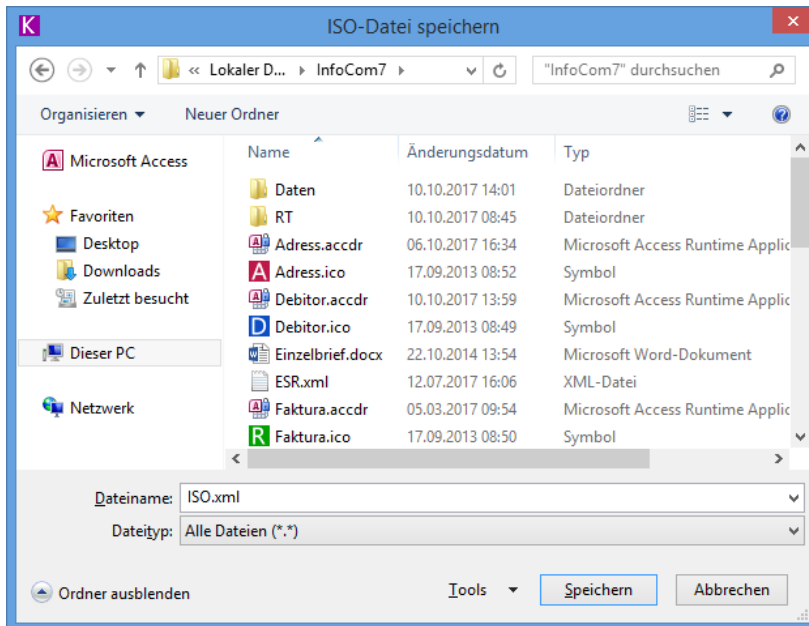 K ISO-Datei speichern
« Lokaler D... InfoCom7 "InfoCom7" durchsuchen
Organisieren Neuer Ordner
Microsoft Access
Favoriten
Desktop
Downloads
Zuletzt besucht
Dieser PC
Netzwerk
Name Änderungsdatum Typ
Daten 10.10.2017 14:01 Dateiordner
RT 10.10.2017 08:45 Dateiordner
Adress.accdr 06.10.2017 16:34 Microsoft Access Runtime Applic
Adress.ico 17.09.2013 08:52 Symbol
Debitor.accdr 10.10.2017 13:59 Microsoft Access Runtime Applic
Debitor.ico 17.09.2013 08:49 Symbol
Einzelbrief.docx 22.10.2014 13:54 Microsoft Word-Dokument
ESR.xml 12.07.2017 16:06 XML-Datei
Faktura.accdr 05.03.2017 09:54 Microsoft Access Runtime Applic
Faktura.ico 17.09.2013 08:50 Symbol
Dateiname: ISO.xml
Dateityp: Alle Dateien (*.*)
Ordner ausblenden Tools Speichern Abbrechen